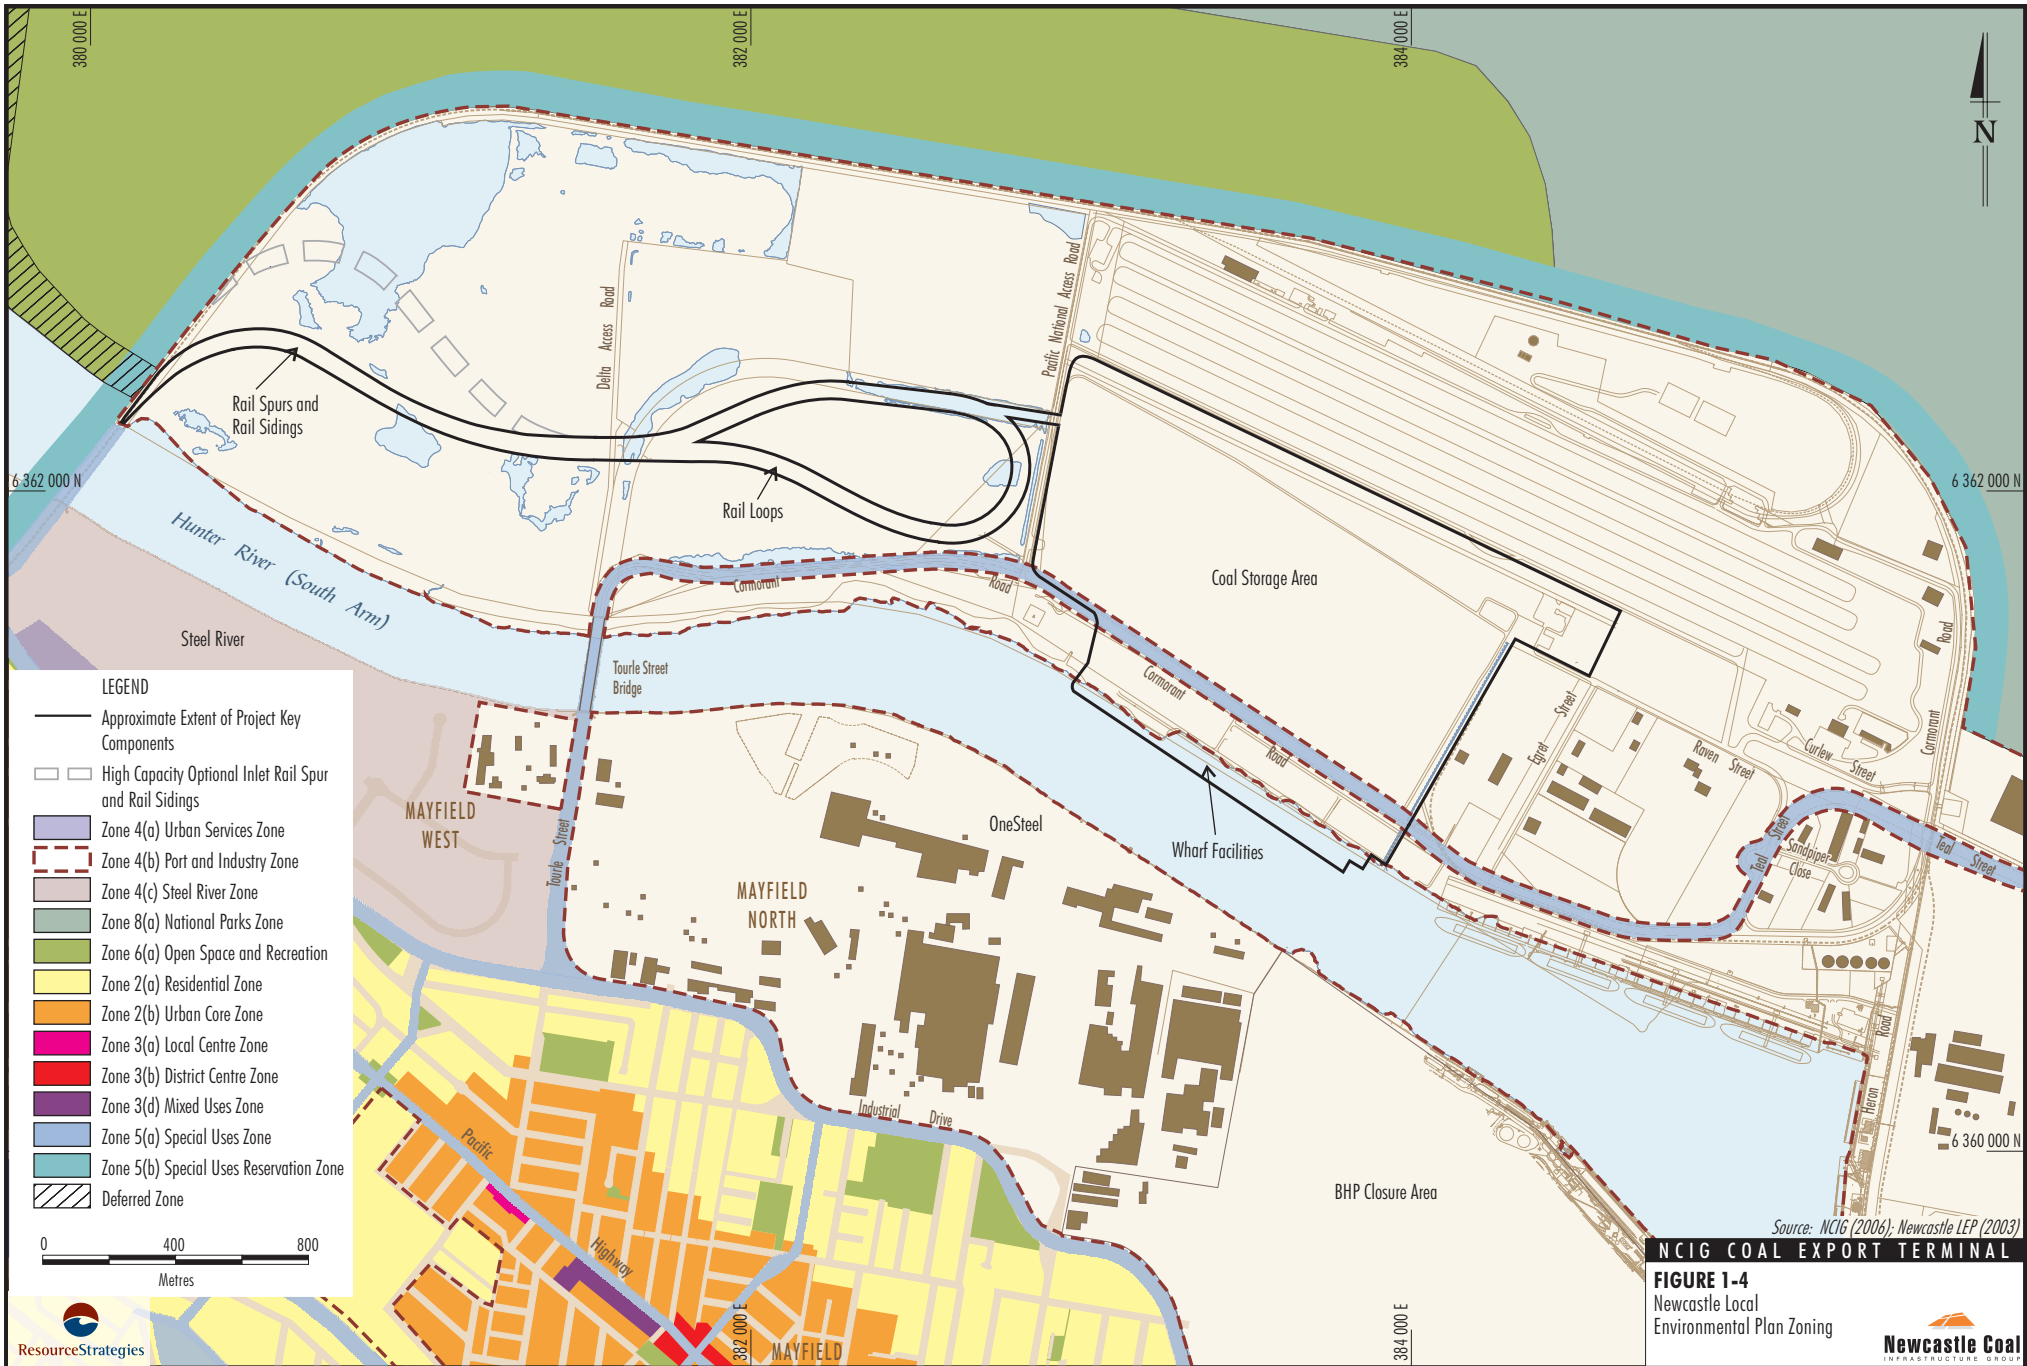 380 000 E
382 000 E
384 000 E
N
Delta Access Road
Pacific National Access Road
Rail Spurs and
Rail Sidings
6 362 000 N
6 362 000 N
Rail Loops
Hunter River (South Arm)
Coal Storage Area
Cormorant
Road
Steel River
Tourle Street
Bridge
Cormorant
Road
Egret
Street
Raven
Street
Curlew
Street
Cormorant
Road
LEGEND
Approximate Extent of Project Key
Components
High Capacity Optional Inlet Rail Spur
and Rail Sidings
Zone 4(a) Urban Services Zone
Zone 4(b) Port and Industry Zone
Zone 4(c) Steel River Zone
Zone 8(a) National Parks Zone
Zone 6(a) Open Space and Recreation
Zone 2(a) Residential Zone
Zone 2(b) Urban Core Zone
Zone 3(a) Local Centre Zone
Zone 3(b) District Centre Zone
Zone 3(d) Mixed Uses Zone
Zone 5(a) Special Uses Zone
Zone 5(b) Special Uses Reservation Zone
Deferred Zone
0 400 800
Metres
ResourceStrategies
MAYFIELD
WEST
Tourle Street
OneSteel
MAYFIELD
NORTH
Wharf Facilities
Teal Street
Sandpiper
Close
Teal Street
Heron Road
Industrial Drive
Pacific
Highway
BHP Closure Area
6 360 000 N
382 000 E
MAYFIELD
384 000 E
Source: NCIG (2006); Newcastle LEP (2003)
NCIG COAL EXPORT TERMINAL
FIGURE 1-4
Newcastle Local
Environmental Plan Zoning
Newcastle Coal
INFRASTRUCTURE GROUP